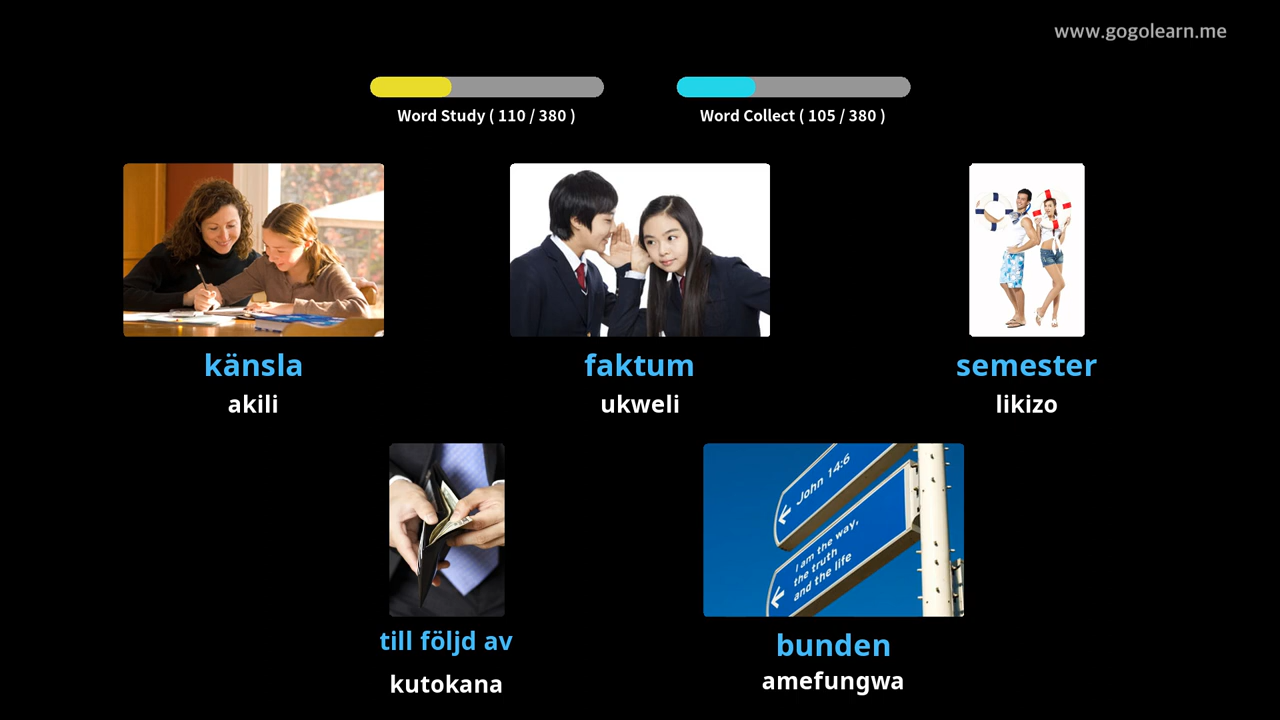 www.gogolearn.me
Word Study ( 110 / 380 )
Word Collect ( 105 / 380 )
känsla
akili
faktum
ukweli
semester
likizo
John 14:6
I am the way,
the truth
and the life
till följd av
kutokana
bunden
amefungwa